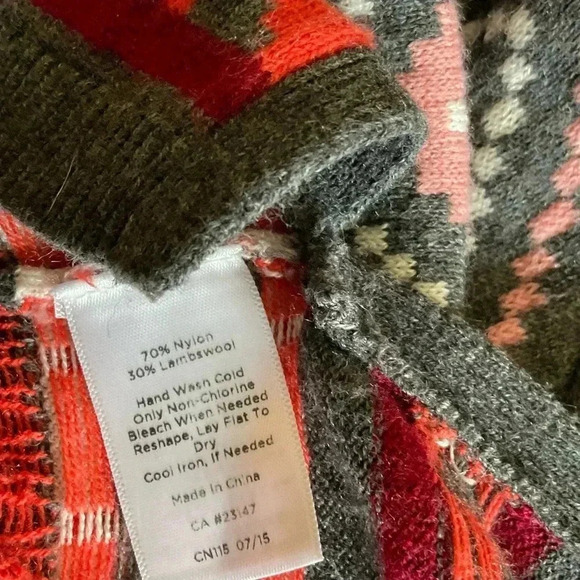 70% Nylon
30% Lambswool
Hand Wash Cold
Only Non-Chlorine
Bleach When Needed
Reshape, Lay Flat To
Dry
Cool Iron, If Needed
Made In China
CA #23147
CN115 07/15